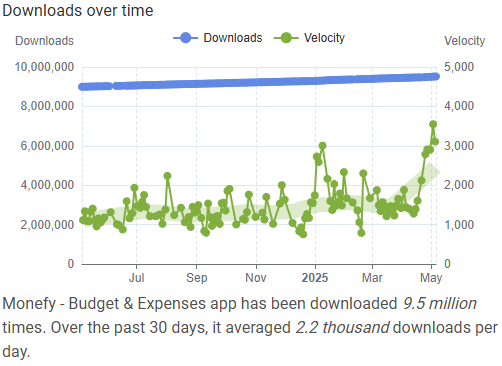 Downloads over time
Downloads Downloads Velocity Velocity
10,000,000 5,000
8,000,000 4,000
6,000,000 3,000
4,000,000 2,000
2,000,000 1,000
0 0
Jul Sep Nov 2025 Mar May
Monefy - Budget & Expenses app has been downloaded 9.5 million
times. Over the past 30 days, it averaged 2.2 thousand downloads per
day.